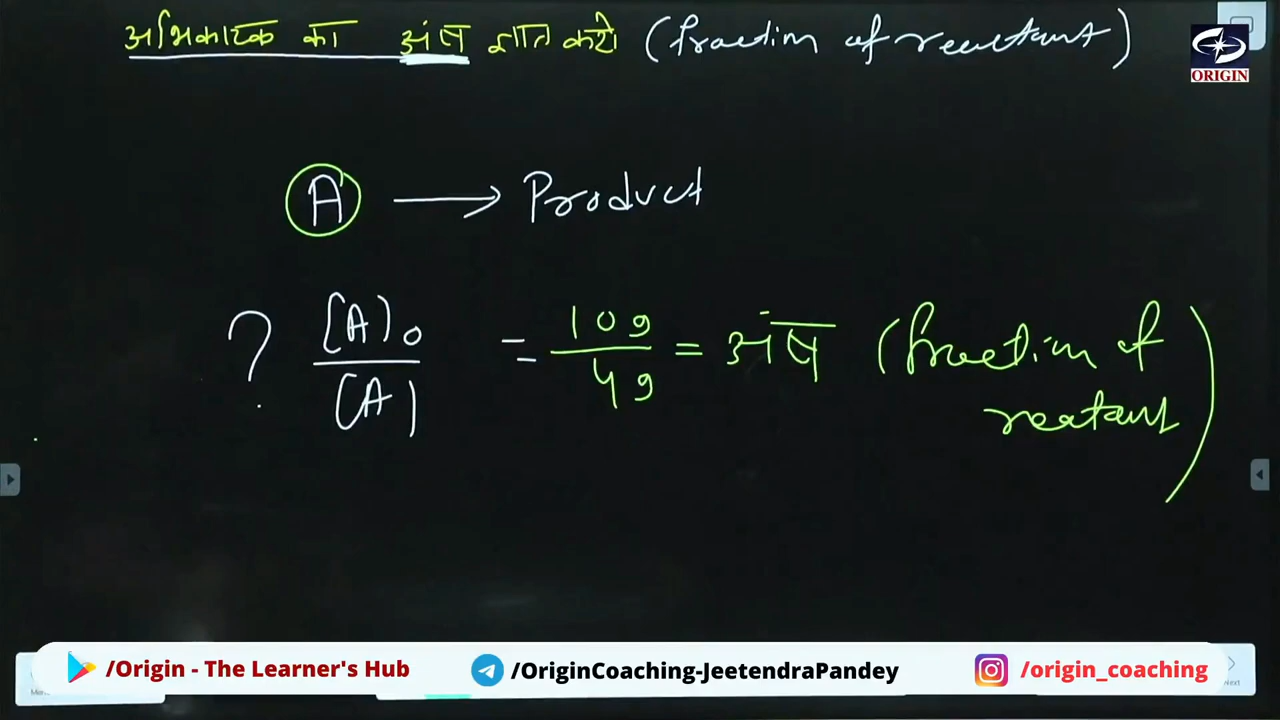 अभिकारक का अंष ज्ञात करो (fraction of reactant)
ORIGIN
A → Product
? [A]₀ / [A] = 10g / 4g = अंष (fraction of
reatant)
/Origin - The Learner's Hub
/OriginCoaching-JeetendraPandey
/origin_coaching